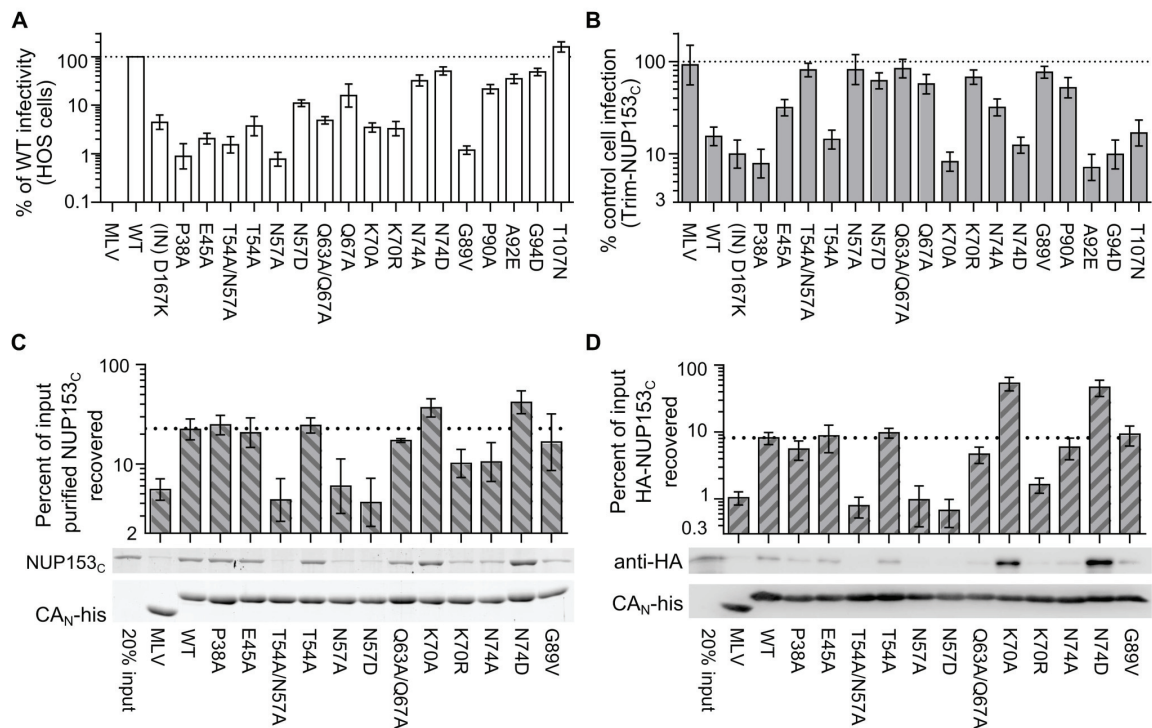 A
% of WT infectivity
(HOS cells)
100
10
1
0.1
MLV
WT
(IN) D167K
P38A
E45A
T54A/N57A
T54A
N57A
N57D
Q63A/Q67A
Q67A
K70A
K70R
N74A
N74D
G89V
P90A
A92E
G94D
T107N
B
% control cell infection
(Trim-NUP153C)
100
10
3
MLV
WT
(IN) D167K
P38A
E45A
T54A/N57A
T54A
N57A
N57D
Q63A/Q67A
Q67A
K70A
K70R
N74A
N74D
G89V
P90A
A92E
G94D
T107N
C
Percent of input
purified NUP153C
recovered
100
10
2
NUP153C
CAN-his
20% input
MLV
WT
P38A
E45A
T54A/N57A
T54A
N57A
N57D
Q63A/Q67A
K70A
K70R
N74A
N74D
G89V
D
Percent of input
HA-NUP153C
recovered
100
10
1
0.3
anti-HA
CAN-his
20% input
MLV
WT
P38A
E45A
T54A/N57A
T54A
N57A
N57D
Q63A/Q67A
K70A
K70R
N74A
N74D
G89V